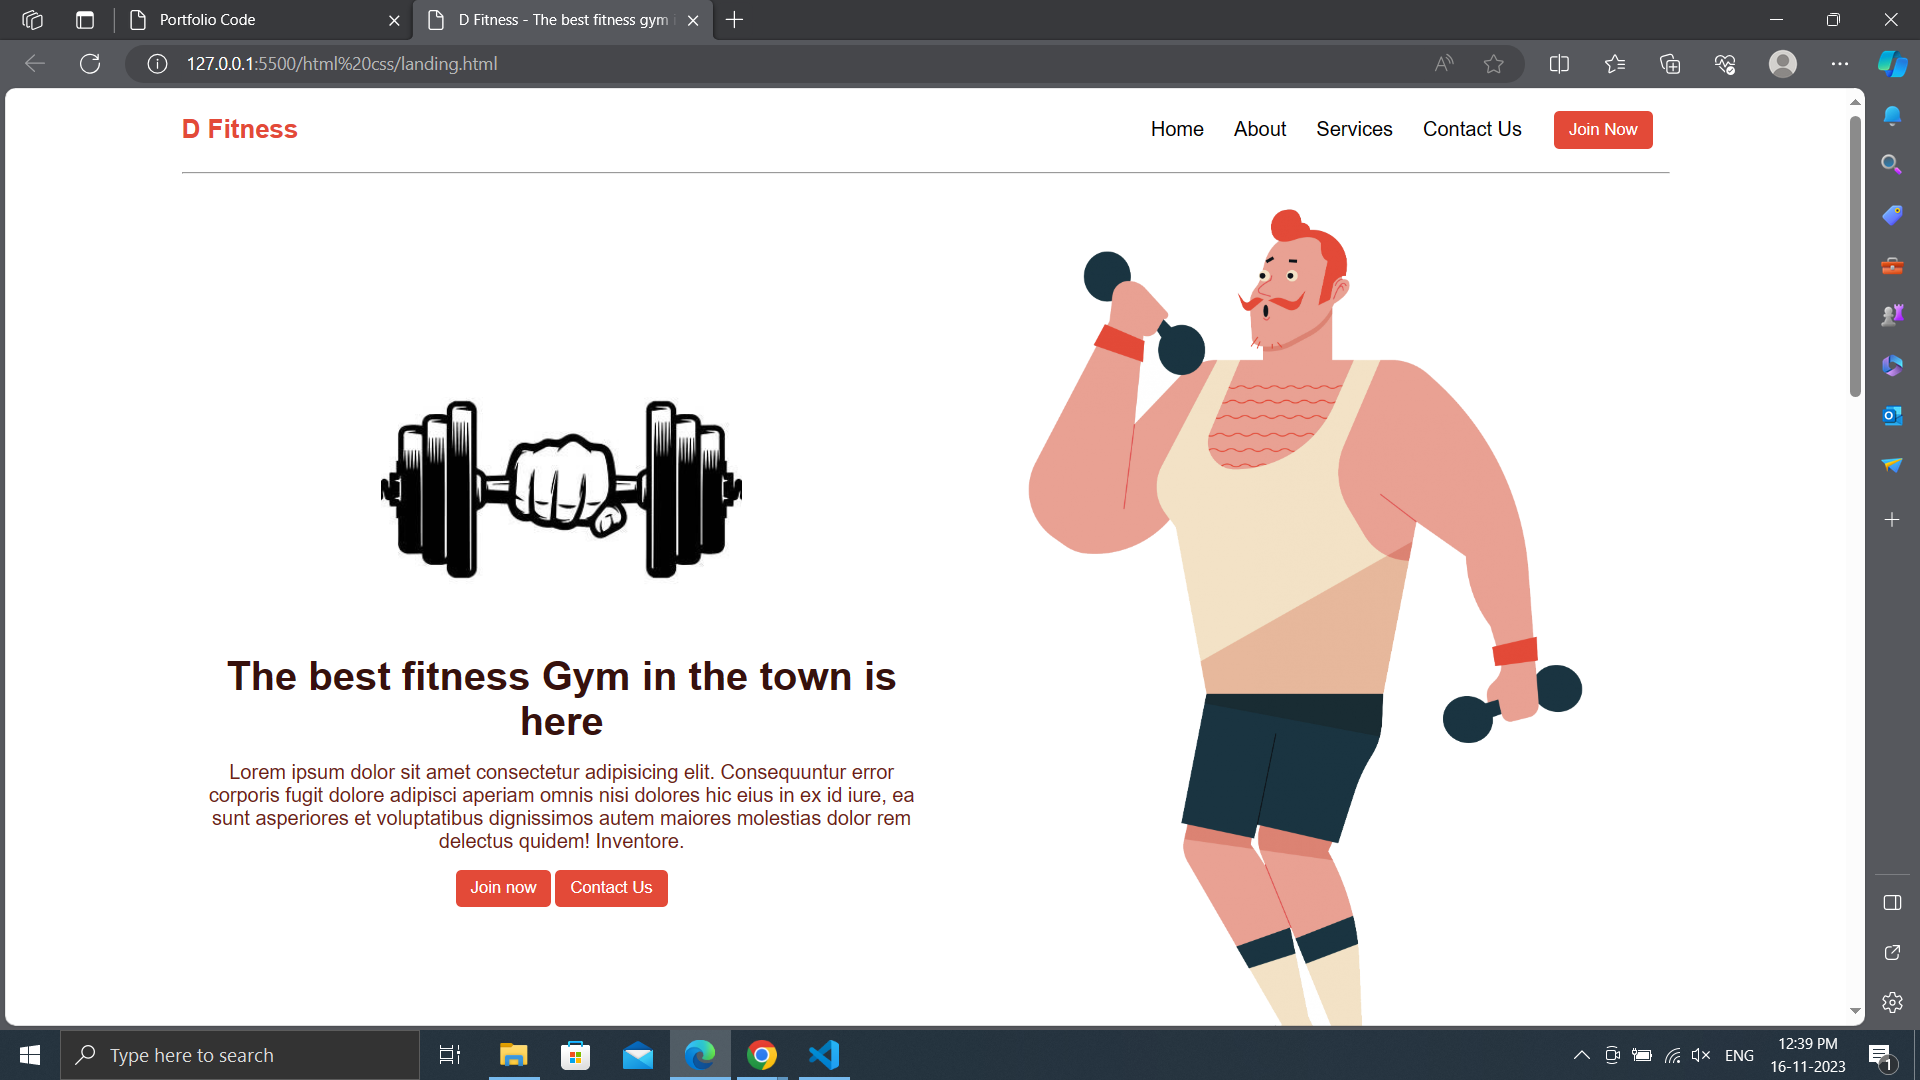 Portfolio Code
D Fitness - The best fitness gym i
127.0.0.1:5500/html%20css/landing.html
D Fitness
Home About Services Contact Us Join Now
The best fitness Gym in the town is
here
Lorem ipsum dolor sit amet consectetur adipisicing elit. Consequuntur error
corporis fugit dolore adipisci aperiam omnis nisi dolores hic eius in ex id iure, ea
sunt asperiores et voluptatibus dignissimos autem maiores molestias dolor rem
delectus quidem! Inventore.
Join now Contact Us
Type here to search
ENG
12:39 PM
16-11-2023
1